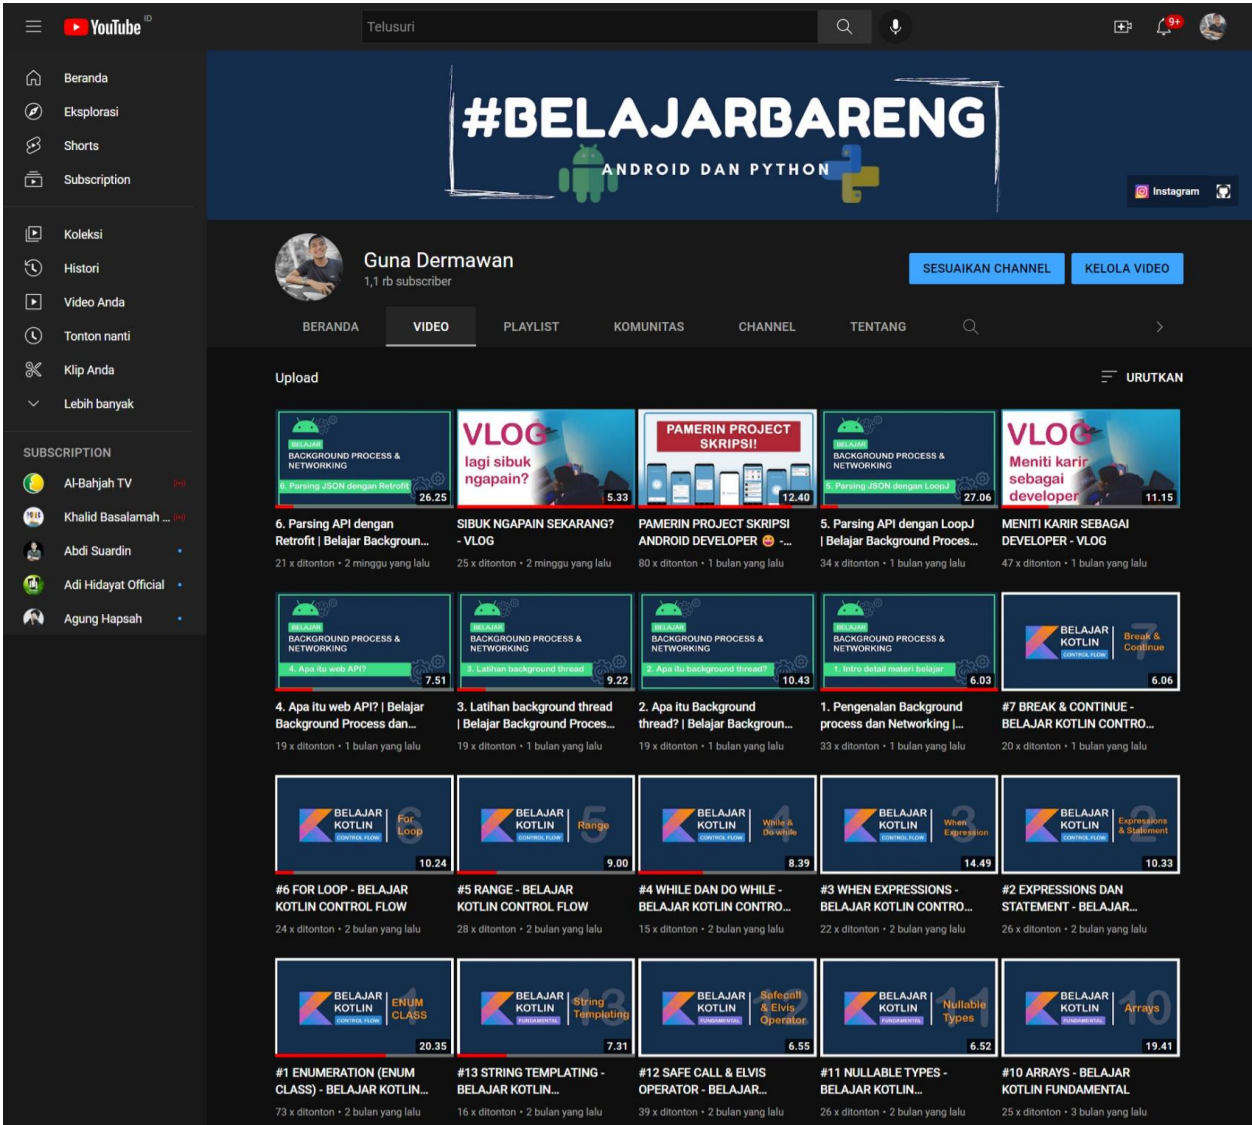 YouTube ID
Telusuri
9+
Beranda
Eksplorasi
Shorts
Subscription
Koleksi
Histori
Video Anda
Tonton nanti
Klip Anda
Lebih banyak
SUBSCRIPTION
Al-Bahjah TV
Khalid Basalamah ...
Abdi Suardin
Adi Hidayat Official
Agung Hapsah
#BELAJARBARENG
ANDROID DAN PYTHON
Instagram
Guna Dermawan
1,1 rb subscriber
SESUAIKAN CHANNEL
KELOLA VIDEO
BERANDA
VIDEO
PLAYLIST
KOMUNITAS
CHANNEL
TENTANG
Upload
URUTKAN
BELAJAR
BACKGROUND PROCESS &
NETWORKING
6. Parsing JSON dengan Retrofit
26.25
6. Parsing API dengan
Retrofit | Belajar Backgroun...
21 x ditonton • 2 minggu yang lalu
VLOG
lagi sibuk
ngapain?
5.33
SIBUK NGAPAIN SEKARANG?
- VLOG
25 x ditonton • 2 minggu yang lalu
PAMERIN PROJECT
SKRIPSI!
12.40
PAMERIN PROJECT SKRIPSI
ANDROID DEVELOPER 😝 -...
80 x ditonton • 1 bulan yang lalu
BELAJAR
BACKGROUND PROCESS &
NETWORKING
5. Parsing JSON dengan LoopJ
27.06
5. Parsing API dengan LoopJ
| Belajar Background Proces...
34 x ditonton • 1 bulan yang lalu
VLOG
Meniti karir
sebagai
developer
11.15
MENITI KARIR SEBAGAI
DEVELOPER - VLOG
47 x ditonton • 1 bulan yang lalu
BELAJAR
BACKGROUND PROCESS &
NETWORKING
4. Apa itu web API?
7.51
4. Apa itu web API? | Belajar
Background Process dan...
19 x ditonton • 1 bulan yang lalu
BELAJAR
BACKGROUND PROCESS &
NETWORKING
3. Latihan background thread
9.22
3. Latihan background thread
| Belajar Background Proces...
19 x ditonton • 1 bulan yang lalu
BELAJAR
BACKGROUND PROCESS &
NETWORKING
2. Apa itu background thread?
10.43
2. Apa itu Background
thread? | Belajar Backgroun...
19 x ditonton • 1 bulan yang lalu
BELAJAR
BACKGROUND PROCESS &
NETWORKING
1. Intro detail materi belajar
6.03
1. Pengenalan Background
process dan Networking |...
33 x ditonton • 1 bulan yang lalu
7
BELAJAR
KOTLIN
CONTROL FLOW
Break &
Continue
6.06
#7 BREAK & CONTINUE -
BELAJAR KOTLIN CONTRO...
20 x ditonton • 1 bulan yang lalu
6
BELAJAR
KOTLIN
CONTROL FLOW
For
Loop
10.24
#6 FOR LOOP - BELAJAR
KOTLIN CONTROL FLOW
24 x ditonton • 2 bulan yang lalu
5
BELAJAR
KOTLIN
CONTROL FLOW
Range
9.00
#5 RANGE - BELAJAR
KOTLIN CONTROL FLOW
28 x ditonton • 2 bulan yang lalu
4
BELAJAR
KOTLIN
CONTROL FLOW
While &
Do while
8.39
#4 WHILE DAN DO WHILE -
BELAJAR KOTLIN CONTRO...
15 x ditonton • 2 bulan yang lalu
3
BELAJAR
KOTLIN
CONTROL FLOW
When
Expression
14.49
#3 WHEN EXPRESSIONS -
BELAJAR KOTLIN CONTRO...
22 x ditonton • 2 bulan yang lalu
2
BELAJAR
KOTLIN
CONTROL FLOW
Expressions
& Statement
10.33
#2 EXPRESSIONS DAN
STATEMENT - BELAJAR...
26 x ditonton • 2 bulan yang lalu
1
BELAJAR
KOTLIN
CONTROL FLOW
ENUM
CLASS
20.35
#1 ENUMERATION (ENUM
CLASS) - BELAJAR KOTLIN...
73 x ditonton • 2 bulan yang lalu
13
BELAJAR
KOTLIN
FUNDAMENTAL
String
Templating
7.31
#13 STRING TEMPLATING -
BELAJAR KOTLIN...
16 x ditonton • 2 bulan yang lalu
12
BELAJAR
KOTLIN
FUNDAMENTAL
Safecall
& Elvis
Operator
6.55
#12 SAFE CALL & ELVIS
OPERATOR - BELAJAR...
39 x ditonton • 2 bulan yang lalu
11
BELAJAR
KOTLIN
FUNDAMENTAL
Nullable
Types
6.52
#11 NULLABLE TYPES -
BELAJAR KOTLIN...
26 x ditonton • 2 bulan yang lalu
10
BELAJAR
KOTLIN
FUNDAMENTAL
Arrays
19.41
#10 ARRAYS - BELAJAR
KOTLIN FUNDAMENTAL
25 x ditonton • 3 bulan yang lalu